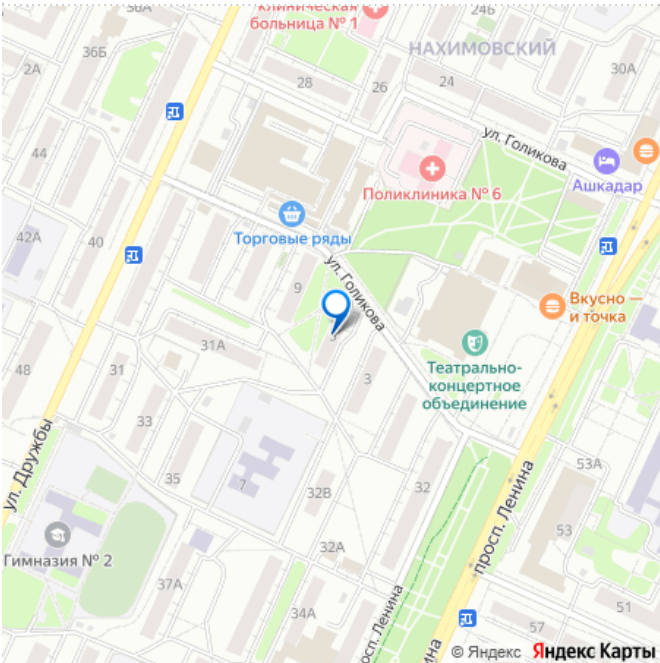 клиническая
больница № 1
36А
24Б
НАХИМОВСКИЙ
36Б
2А
28
26
24
30А
ул. Голикова
44
Поликлиника № 6
Ашкадар
Торговые ряды
42А
40
ул. Голикова
9
Вкусно —
и точка
5
31А
Театрально-
концертное
объединение
48
3
33
ул. Дружбы
35
7
32В
32
просп. Ленина
53А
53
Гимназия № 2
32А
37А
34А
просп. Ленина
51
57
© Яндекс Яндекс Карты